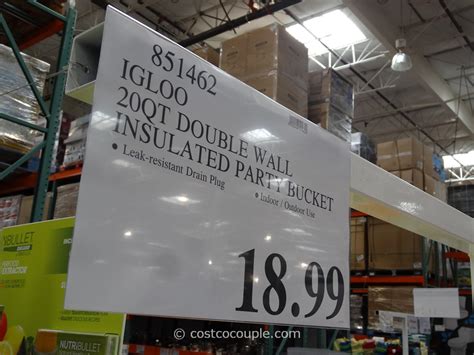 851462
IGLOO
20QT DOUBLE WALL
INSULATED PARTY BUCKET
• Leak-resistant Drain Plug
• Indoor / Outdoor Use
18.99
NUTRiBULLET
© costcocouple.com